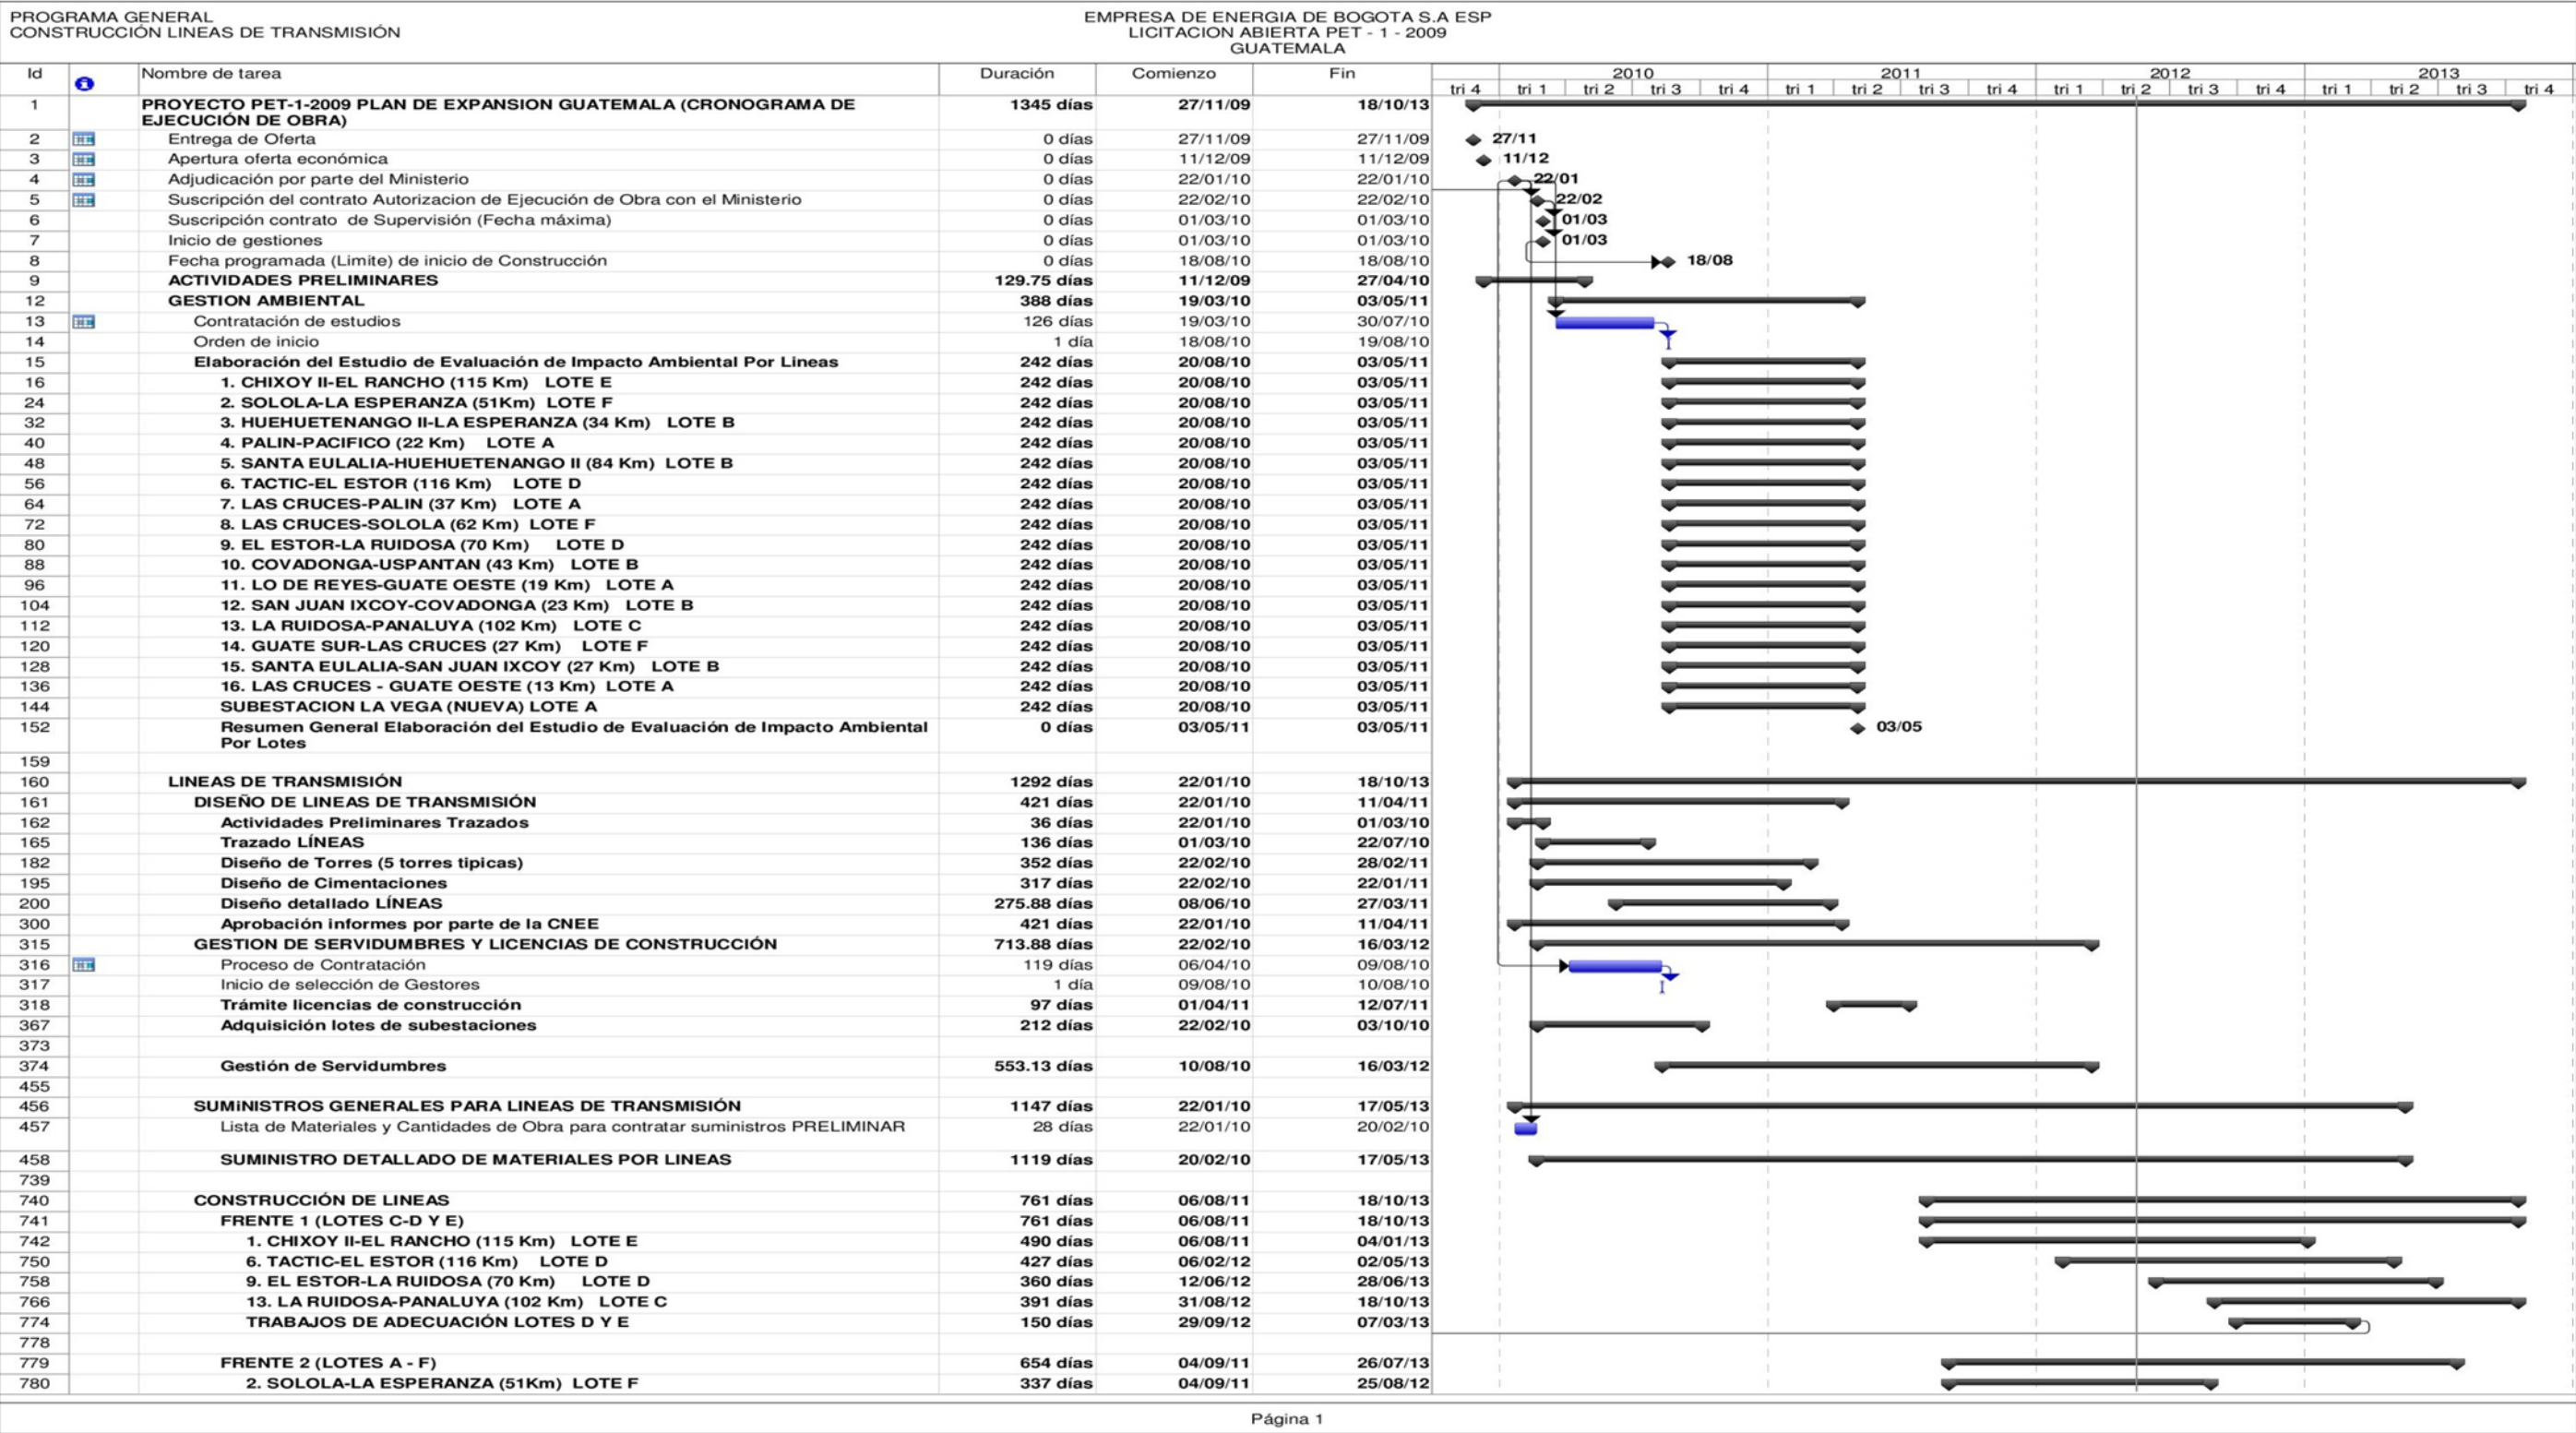 PROGRAMA GENERAL
CONSTRUCCIÓN LINEAS DE TRANSMISIÓN
EMPRESA DE ENERGIA DE BOGOTA S.A ESP
LICITACION ABIERTA PET - 1 - 2009
GUATEMALA
Id Nombre de tarea Duración Comienzo Fin 2010 2011 2012 2013
tri 4 tri 1 tri 2 tri 3 tri 4 tri 1 tri 2 tri 3 tri 4 tri 1 tri 2 tri 3 tri 4 tri 1 tri 2 tri 3 tri 4
1 PROYECTO PET-1-2009 PLAN DE EXPANSION GUATEMALA (CRONOGRAMA DE 1345 días 27/11/09 18/10/13
EJECUCIÓN DE OBRA)
2 Entrega de Oferta 0 días 27/11/09 27/11/09 27/11
3 Apertura oferta económica 0 días 11/12/09 11/12/09 11/12
4 Adjudicación por parte del Ministerio 0 días 22/01/10 22/01/10 22/01
5 Suscripción del contrato Autorizacion de Ejecución de Obra con el Ministerio 0 días 22/02/10 22/02/10 22/02
6 Suscripción contrato de Supervisión (Fecha máxima) 0 días 01/03/10 01/03/10 01/03
7 Inicio de gestiones 0 días 01/03/10 01/03/10 01/03
8 Fecha programada (Limite) de inicio de Construcción 0 días 18/08/10 18/08/10 18/08
9 ACTIVIDADES PRELIMINARES 129.75 días 11/12/09 27/04/10
12 GESTION AMBIENTAL 388 días 19/03/10 03/05/11
13 Contratación de estudios 126 días 19/03/10 30/07/10
14 Orden de inicio 1 día 18/08/10 19/08/10
15 Elaboración del Estudio de Evaluación de Impacto Ambiental Por Lineas 242 días 20/08/10 03/05/11
16 1. CHIXOY II-EL RANCHO (115 Km) LOTE E 242 días 20/08/10 03/05/11
24 2. SOLOLA-LA ESPERANZA (51Km) LOTE F 242 días 20/08/10 03/05/11
32 3. HUEHUETENANGO II-LA ESPERANZA (34 Km) LOTE B 242 días 20/08/10 03/05/11
40 4. PALIN-PACIFICO (22 Km) LOTE A 242 días 20/08/10 03/05/11
48 5. SANTA EULALIA-HUEHUETENANGO II (84 Km) LOTE B 242 días 20/08/10 03/05/11
56 6. TACTIC-EL ESTOR (116 Km) LOTE D 242 días 20/08/10 03/05/11
64 7. LAS CRUCES-PALIN (37 Km) LOTE A 242 días 20/08/10 03/05/11
72 8. LAS CRUCES-SOLOLA (62 Km) LOTE F 242 días 20/08/10 03/05/11
80 9. EL ESTOR-LA RUIDOSA (70 Km) LOTE D 242 días 20/08/10 03/05/11
88 10. COVADONGA-USPANTAN (43 Km) LOTE B 242 días 20/08/10 03/05/11
96 11. LO DE REYES-GUATE OESTE (19 Km) LOTE A 242 días 20/08/10 03/05/11
104 12. SAN JUAN IXCOY-COVADONGA (23 Km) LOTE B 242 días 20/08/10 03/05/11
112 13. LA RUIDOSA-PANALUYA (102 Km) LOTE C 242 días 20/08/10 03/05/11
120 14. GUATE SUR-LAS CRUCES (27 Km) LOTE F 242 días 20/08/10 03/05/11
128 15. SANTA EULALIA-SAN JUAN IXCOY (27 Km) LOTE B 242 días 20/08/10 03/05/11
136 16. LAS CRUCES - GUATE OESTE (13 Km) LOTE A 242 días 20/08/10 03/05/11
144 SUBESTACION LA VEGA (NUEVA) LOTE A 242 días 20/08/10 03/05/11
152 Resumen General Elaboración del Estudio de Evaluación de Impacto Ambiental 0 días 03/05/11 03/05/11 03/05
Por Lotes
159
160 LINEAS DE TRANSMISIÓN 1292 días 22/01/10 18/10/13
161 DISEÑO DE LINEAS DE TRANSMISIÓN 421 días 22/01/10 11/04/11
162 Actividades Preliminares Trazados 36 días 22/01/10 01/03/10
165 Trazado LÍNEAS 136 días 01/03/10 22/07/10
182 Diseño de Torres (5 torres tipicas) 352 días 22/02/10 28/02/11
195 Diseño de Cimentaciones 317 días 22/02/10 22/01/11
200 Diseño detallado LÍNEAS 275.88 días 08/06/10 27/03/11
300 Aprobación informes por parte de la CNEE 421 días 22/01/10 11/04/11
315 GESTION DE SERVIDUMBRES Y LICENCIAS DE CONSTRUCCIÓN 713.88 días 22/02/10 16/03/12
316 Proceso de Contratación 119 días 06/04/10 09/08/10
317 Inicio de selección de Gestores 1 día 09/08/10 10/08/10
318 Trámite licencias de construcción 97 días 01/04/11 12/07/11
367 Adquisición lotes de subestaciones 212 días 22/02/10 03/10/10
373
374 Gestión de Servidumbres 553.13 días 10/08/10 16/03/12
455
456 SUMiNISTROS GENERALES PARA LINEAS DE TRANSMISIÓN 1147 días 22/01/10 17/05/13
457 Lista de Materiales y Cantidades de Obra para contratar suministros PRELIMINAR 28 días 22/01/10 20/02/10
458 SUMINISTRO DETALLADO DE MATERIALES POR LINEAS 1119 días 20/02/10 17/05/13
739
740 CONSTRUCCIÓN DE LINEAS 761 días 06/08/11 18/10/13
741 FRENTE 1 (LOTES C-D Y E) 761 días 06/08/11 18/10/13
742 1. CHIXOY II-EL RANCHO (115 Km) LOTE E 490 días 06/08/11 04/01/13
750 6. TACTIC-EL ESTOR (116 Km) LOTE D 427 días 06/02/12 02/05/13
758 9. EL ESTOR-LA RUIDOSA (70 Km) LOTE D 360 días 12/06/12 28/06/13
766 13. LA RUIDOSA-PANALUYA (102 Km) LOTE C 391 días 31/08/12 18/10/13
774 TRABAJOS DE ADECUACIÓN LOTES D Y E 150 días 29/09/12 07/03/13
778
779 FRENTE 2 (LOTES A - F) 654 días 04/09/11 26/07/13
780 2. SOLOLA-LA ESPERANZA (51Km) LOTE F 337 días 04/09/11 25/08/12
Página 1